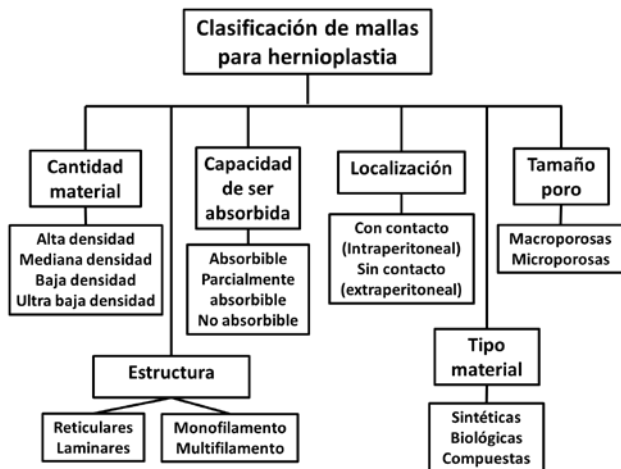 Clasificación de mallas
para hernioplastia
Cantidad
material
Alta densidad
Mediana densidad
Baja densidad
Ultra baja densidad
Estructura
Reticulares
Laminares
Monofilamento
Multifilamento
Capacidad
de ser
absorbida
Absorbible
Parcialmente
absorbible
No absorbible
Localización
Con contacto
(Intraperitoneal)
Sin contacto
(extraperitoneal)
Tipo
material
Sintéticas
Biológicas
Compuestas
Tamaño
poro
Macroporosas
Microporosas